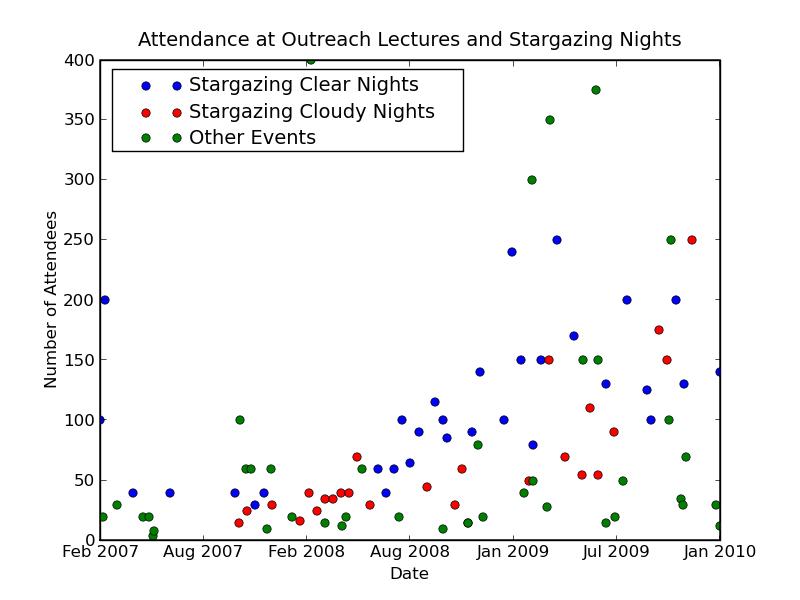 Attendance at Outreach Lectures and Stargazing Nights
400
350
300
250
200
150
100
50
0
Number of Attendees
Stargazing Clear Nights
Stargazing Cloudy Nights
Other Events
Feb 2007 Aug 2007 Feb 2008 Aug 2008 Jan 2009 Jul 2009 Jan 2010
Date